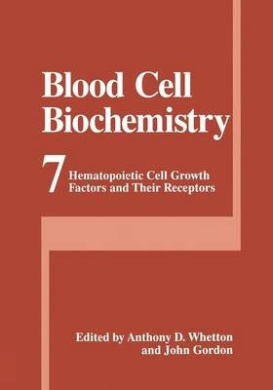 Blood Cell
Biochemistry
7 Hematopoietic Cell Growth
Factors and Their Receptors
Edited by Anthony D. Whetton
and John Gordon